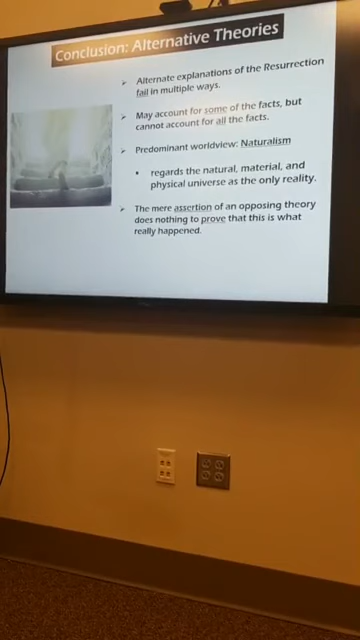 Conclusion: Alternative Theories
➢ Alternate explanations of the Resurrection
fail in multiple ways.
➢ May account for some of the facts, but
cannot account for all the facts.
➢ Predominant worldview: Naturalism
• regards the natural, material, and
physical universe as the only reality.
➢ The mere assertion of an opposing theory
does nothing to prove that this is what
really happened.